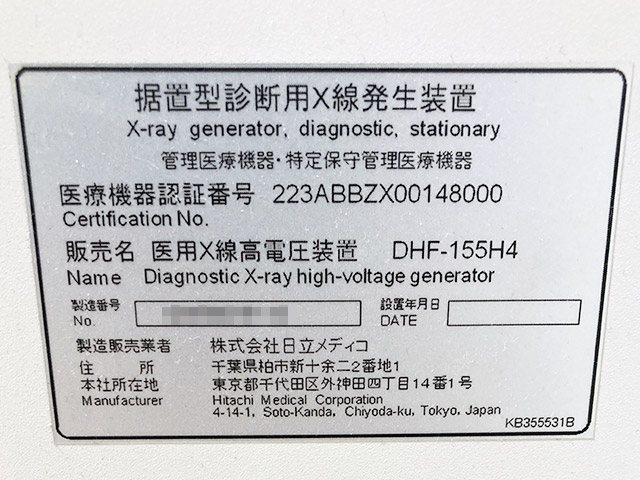 据置型診断用X線発生装置
X-ray generator, diagnostic, stationary
管理医療機器・特定保守管理医療機器
医療機器認証番号 223ABBZX00148000
Certification No.
販売名 医用X線高電圧装置 DHF-155H4
Name Diagnostic X-ray high-voltage generator
製造番号 設置年月日
No. DATE
製造販売業者 株式会社日立メディコ
住 所 千葉県柏市新十余二2番地1
本社所在地 東京都千代田区外神田四丁目14番1号
Manufacturer Hitachi Medical Corporation
4-14-1, Soto-Kanda, Chiyoda-ku, Tokyo, Japan
KB355531B